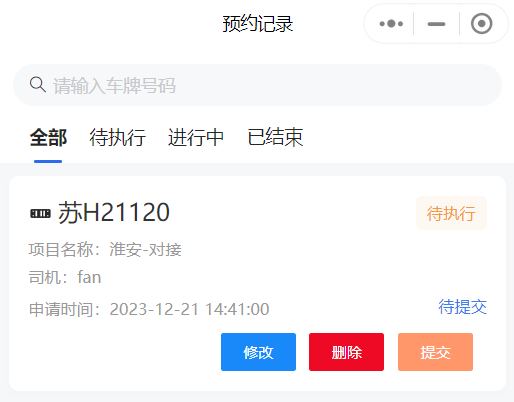 预约记录
请输入车牌号码
全部 待执行 进行中 已结束
苏H21120 待执行
项目名称：淮安-对接
司机：fan
申请时间：2023-12-21 14:41:00 待提交
修改 删除 提交